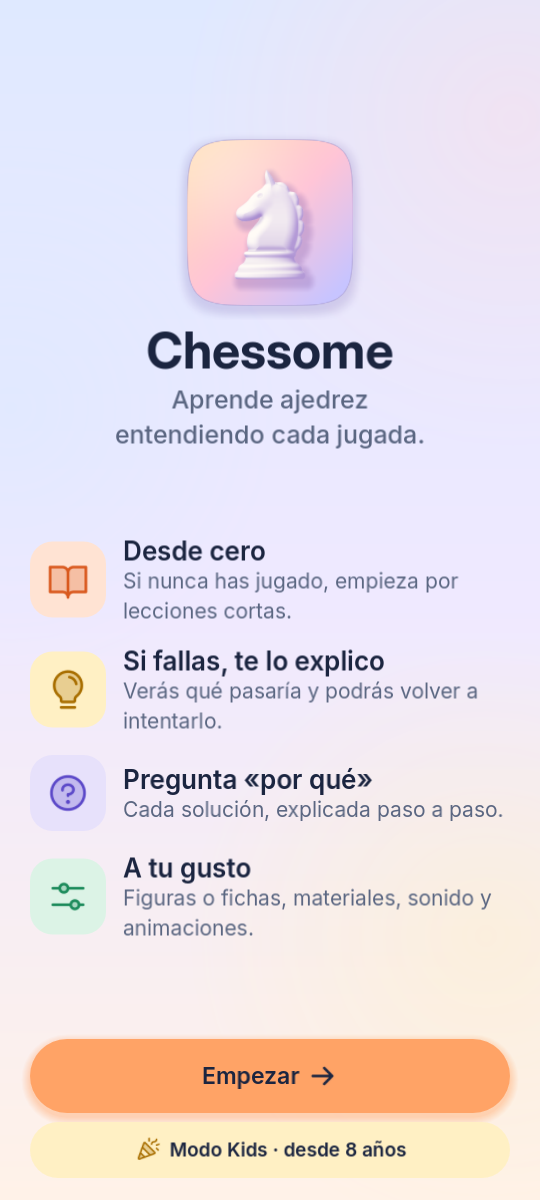 Chessome
Aprende ajedrez
entendiendo cada jugada.
Desde cero
Si nunca has jugado, empieza por
lecciones cortas.
Si fallas, te lo explico
Verás qué pasaría y podrás volver a
intentarlo.
Pregunta «por qué»
Cada solución, explicada paso a paso.
A tu gusto
Figuras o fichas, materiales, sonido y
animaciones.
Empezar →
Modo Kids · desde 8 años